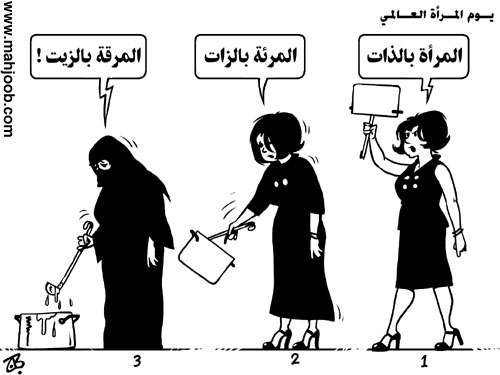 يوم المرأة العالمي
المرأة بالذات
المرئة بالزات
المرقة بالزيت !
1
2
3
www.mahjoob.com